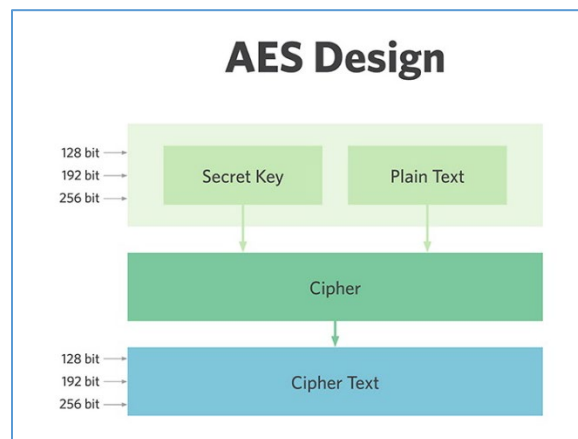 AES Design
128 bit
192 bit
256 bit
Secret Key
Plain Text
Cipher
128 bit
192 bit
256 bit
Cipher Text